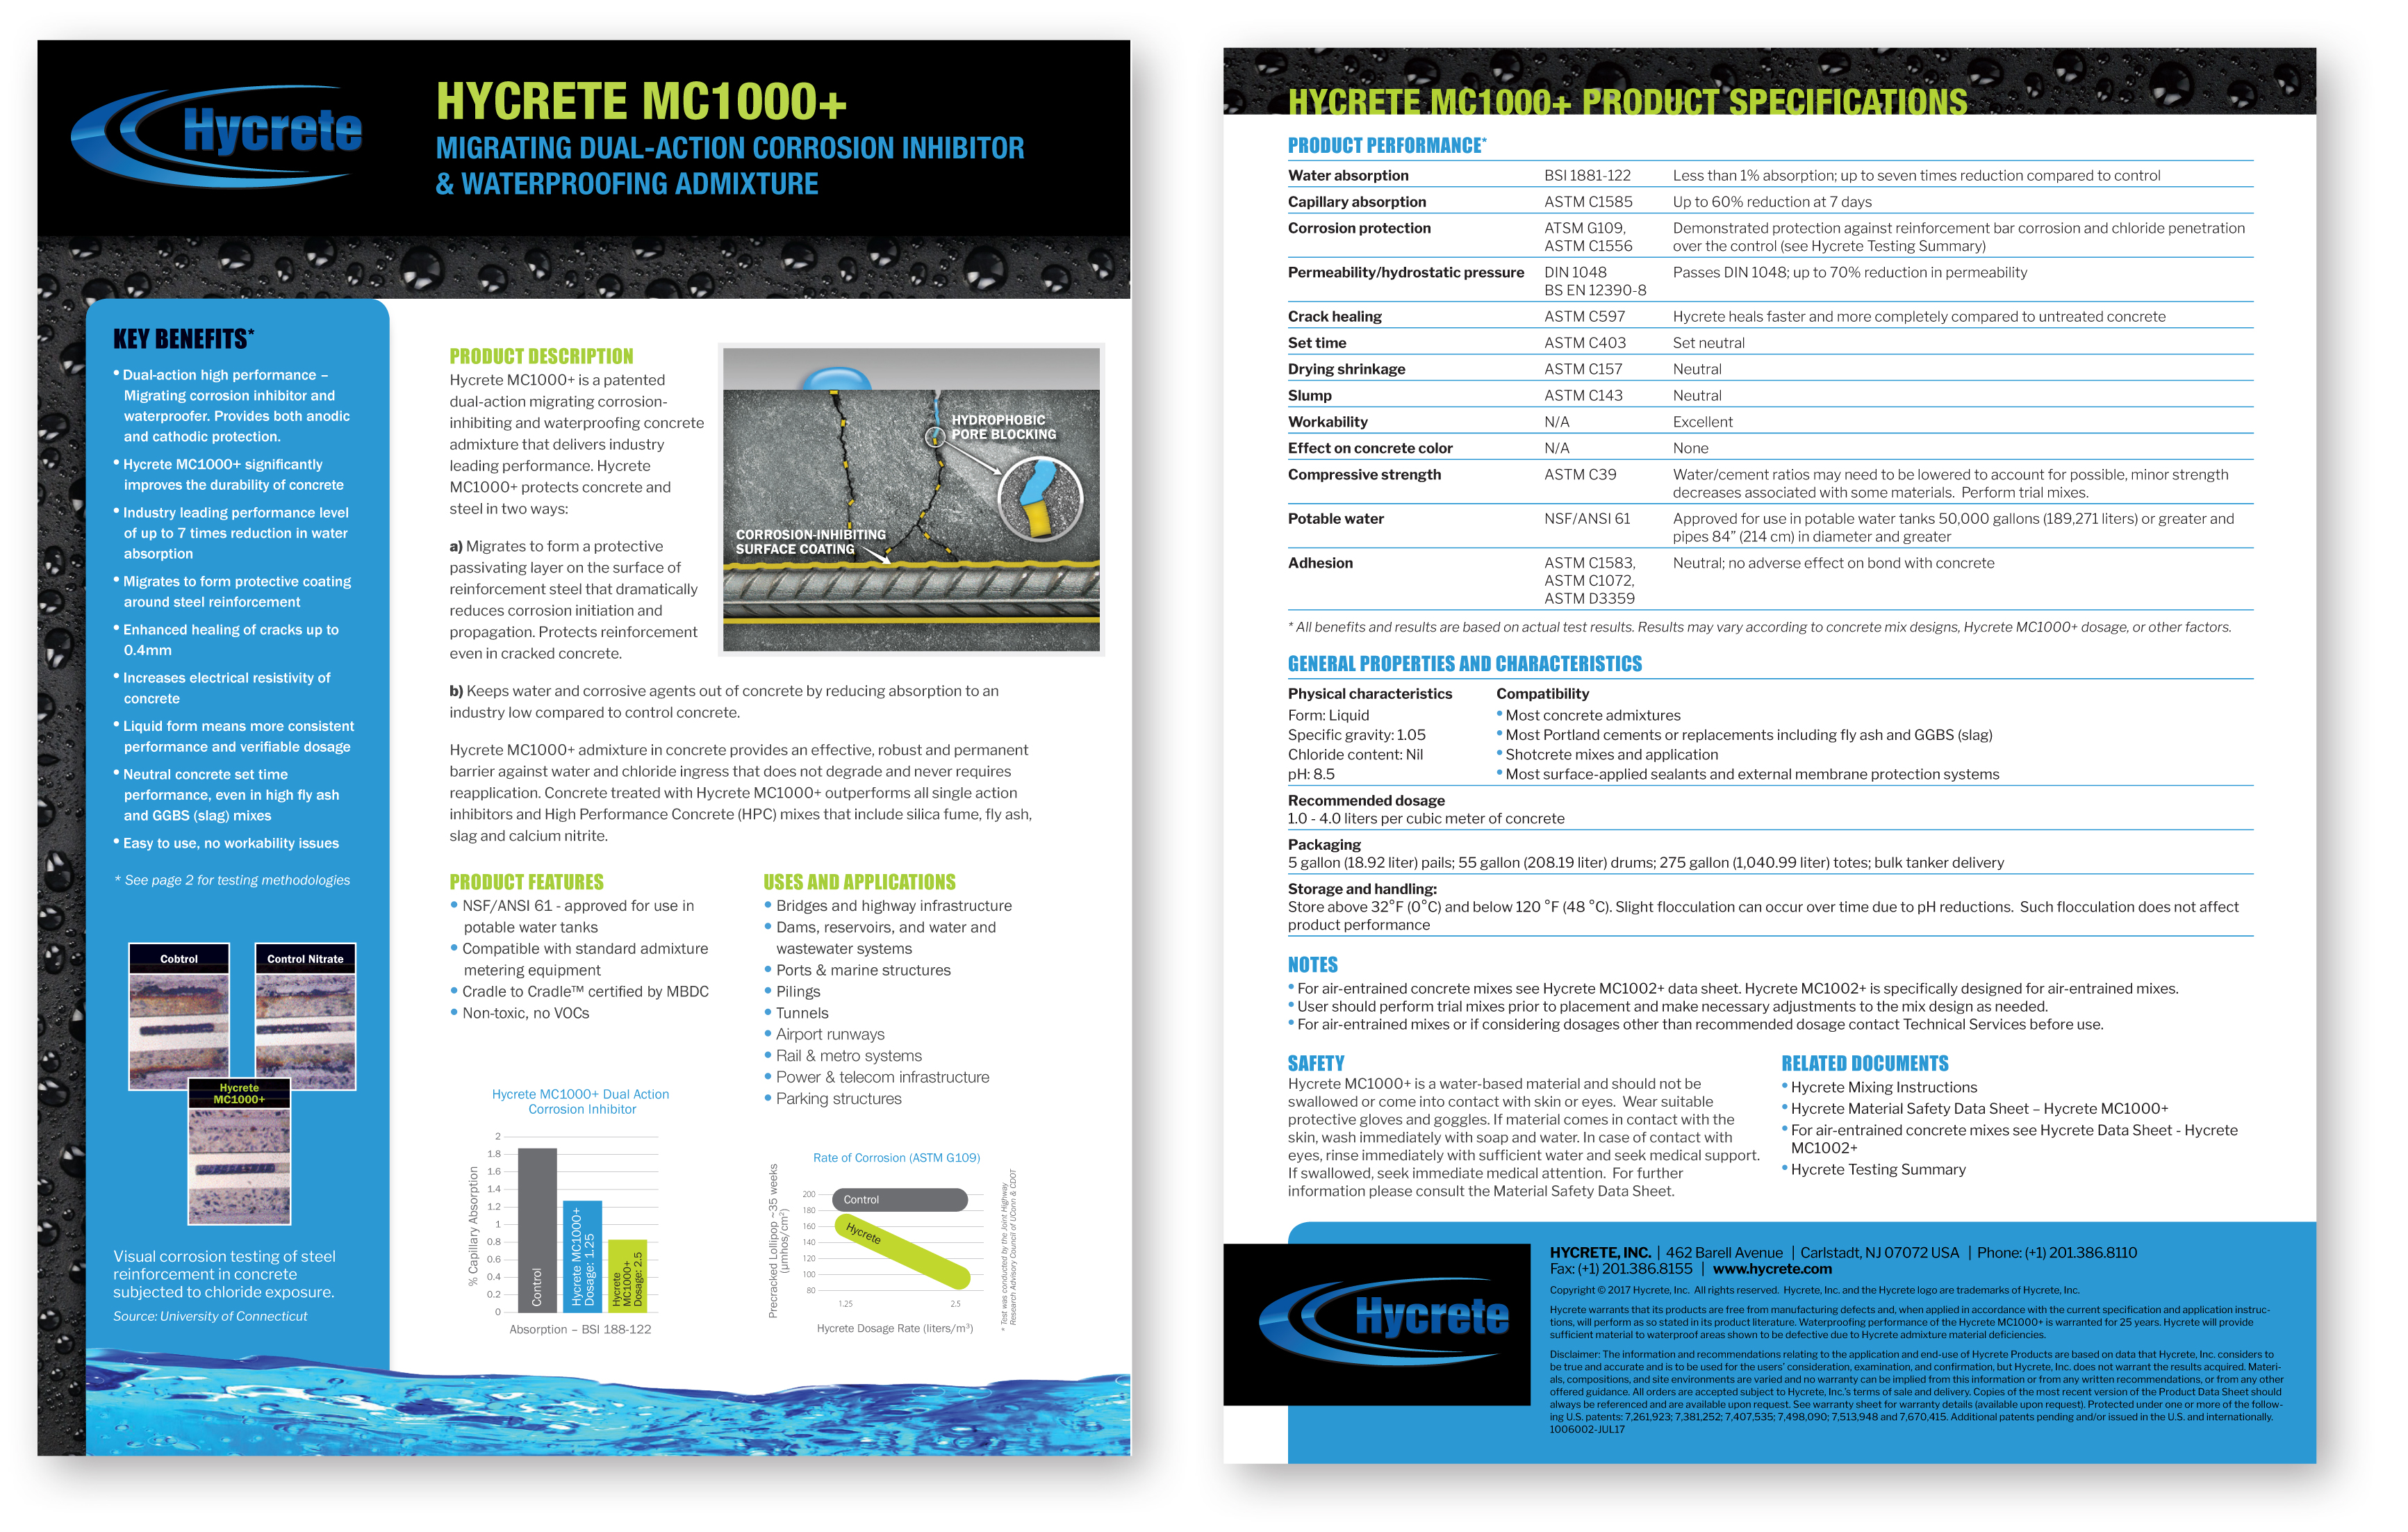 Hycrete
HYCRETE MC1000+
MIGRATING DUAL-ACTION CORROSION INHIBITOR
& WATERPROOFING ADMIXTURE
KEY BENEFITS*
• Dual-action high performance –
Migrating corrosion inhibitor and
waterproofer. Provides both anodic
and cathodic protection.
• Hycrete MC1000+ significantly
improves the durability of concrete
• Industry leading performance level
of up to 7 times reduction in water
absorption
• Migrates to form protective coating
around steel reinforcement
• Enhanced healing of cracks up to
0.4mm
• Increases electrical resistivity of
concrete
• Liquid form means more consistent
performance and verifiable dosage
• Neutral concrete set time
performance, even in high fly ash
and GGBS (slag) mixes
• Easy to use, no workability issues
* See page 2 for testing methodologies
Cobtrol
Control Nitrate
Hycrete
MC1000+
Visual corrosion testing of steel
reinforcement in concrete
subjected to chloride exposure.
Source: University of Connecticut
PRODUCT DESCRIPTION
Hycrete MC1000+ is a patented
dual-action migrating corrosion-
inhibiting and waterproofing concrete
admixture that delivers industry
leading performance. Hycrete
MC1000+ protects concrete and
steel in two ways:
a) Migrates to form a protective
passivating layer on the surface of
reinforcement steel that dramatically
reduces corrosion initiation and
propagation. Protects reinforcement
even in cracked concrete.
HYDROPHOBIC
PORE BLOCKING
CORROSION-INHIBITING
SURFACE COATING
b) Keeps water and corrosive agents out of concrete by reducing absorption to an
industry low compared to control concrete.
Hycrete MC1000+ admixture in concrete provides an effective, robust and permanent
barrier against water and chloride ingress that does not degrade and never requires
reapplication. Concrete treated with Hycrete MC1000+ outperforms all single action
inhibitors and High Performance Concrete (HPC) mixes that include silica fume, fly ash,
slag and calcium nitrite.
PRODUCT FEATURES
• NSF/ANSI 61 - approved for use in
potable water tanks
• Compatible with standard admixture
metering equipment
• Cradle to Cradle™ certified by MBDC
• Non-toxic, no VOCs
USES AND APPLICATIONS
• Bridges and highway infrastructure
• Dams, reservoirs, and water and
wastewater systems
• Ports & marine structures
• Pilings
• Tunnels
• Airport runways
• Rail & metro systems
• Power & telecom infrastructure
• Parking structures
Hycrete MC1000+ Dual Action
Corrosion Inhibitor
% Capillary Absorption
2
1.8
1.6
1.4
1.2
1
0.8
0.6
0.4
0.2
0
Control
Hycrete MC1000+
Dosage: 1.25
Hycrete
MC1000+
Dosage: 2.5
Absorption – BSI 188-122
Rate of Corrosion (ASTM G109)
Precracked Lollipop ~35 weeks
(µmhos/cm²)
200
180
160
140
120
100
80
Control
Hycrete
1.25 2.5
Hycrete Dosage Rate (liters/m³)
* Test was conducted by the Joint Highway
Research Advisory Council of UConn & CDOT
HYCRETE MC1000+ PRODUCT SPECIFICATIONS
PRODUCT PERFORMANCE*
Water absorption BSI 1881-122 Less than 1% absorption; up to seven times reduction compared to control
Capillary absorption ASTM C1585 Up to 60% reduction at 7 days
Corrosion protection ATSM G109, Demonstrated protection against reinforcement bar corrosion and chloride penetration
ASTM C1556 over the control (see Hycrete Testing Summary)
Permeability/hydrostatic pressure DIN 1048 Passes DIN 1048; up to 70% reduction in permeability
BS EN 12390-8
Crack healing ASTM C597 Hycrete heals faster and more completely compared to untreated concrete
Set time ASTM C403 Set neutral
Drying shrinkage ASTM C157 Neutral
Slump ASTM C143 Neutral
Workability N/A Excellent
Effect on concrete color N/A None
Compressive strength ASTM C39 Water/cement ratios may need to be lowered to account for possible, minor strength
decreases associated with some materials. Perform trial mixes.
Potable water NSF/ANSI 61 Approved for use in potable water tanks 50,000 gallons (189,271 liters) or greater and
pipes 84″ (214 cm) in diameter and greater
Adhesion ASTM C1583, Neutral; no adverse effect on bond with concrete
ASTM C1072,
ASTM D3359
* All benefits and results are based on actual test results. Results may vary according to concrete mix designs, Hycrete MC1000+ dosage, or other factors.
GENERAL PROPERTIES AND CHARACTERISTICS
Physical characteristics
Form: Liquid
Specific gravity: 1.05
Chloride content: Nil
pH: 8.5
Compatibility
• Most concrete admixtures
• Most Portland cements or replacements including fly ash and GGBS (slag)
• Shotcrete mixes and application
• Most surface-applied sealants and external membrane protection systems
Recommended dosage
1.0 - 4.0 liters per cubic meter of concrete
Packaging
5 gallon (18.92 liter) pails; 55 gallon (208.19 liter) drums; 275 gallon (1,040.99 liter) totes; bulk tanker delivery
Storage and handling:
Store above 32°F (0°C) and below 120 °F (48 °C). Slight flocculation can occur over time due to pH reductions. Such flocculation does not affect
product performance
NOTES
• For air-entrained concrete mixes see Hycrete MC1002+ data sheet. Hycrete MC1002+ is specifically designed for air-entrained mixes.
• User should perform trial mixes prior to placement and make necessary adjustments to the mix design as needed.
• For air-entrained mixes or if considering dosages other than recommended dosage contact Technical Services before use.
SAFETY
Hycrete MC1000+ is a water-based material and should not be
swallowed or come into contact with skin or eyes. Wear suitable
protective gloves and goggles. If material comes in contact with the
skin, wash immediately with soap and water. In case of contact with
eyes, rinse immediately with sufficient water and seek medical support.
If swallowed, seek immediate medical attention. For further
information please consult the Material Safety Data Sheet.
RELATED DOCUMENTS
• Hycrete Mixing Instructions
• Hycrete Material Safety Data Sheet – Hycrete MC1000+
• For air-entrained concrete mixes see Hycrete Data Sheet - Hycrete
MC1002+
• Hycrete Testing Summary
Hycrete
HYCRETE, INC. | 462 Barell Avenue | Carlstadt, NJ 07072 USA | Phone: (+1) 201.386.8110
Fax: (+1) 201.386.8155 | www.hycrete.com
Copyright © 2017 Hycrete, Inc. All rights reserved. Hycrete, Inc. and the Hycrete logo are trademarks of Hycrete, Inc.
Hycrete warrants that its products are free from manufacturing defects and, when applied in accordance with the current specification and application instruc-
tions, will perform as so stated in its product literature. Waterproofing performance of the Hycrete MC1000+ is warranted for 25 years. Hycrete will provide
sufficient material to waterproof areas shown to be defective due to Hycrete admixture material deficiencies.
Disclaimer: The information and recommendations relating to the application and end-use of Hycrete Products are based on data that Hycrete, Inc. considers to
be true and accurate and is to be used for the users' consideration, examination, and confirmation, but Hycrete, Inc. does not warrant the results acquired. Materi-
als, compositions, and site environments are varied and no warranty can be implied from this information or from any written recommendations, or from any other
offered guidance. All orders are accepted subject to Hycrete, Inc.'s terms of sale and delivery. Copies of the most recent version of the Product Data Sheet should
always be referenced and are available upon request. See warranty sheet for warranty details (available upon request). Protected under one or more of the follow-
ing U.S. patents: 7,261,923; 7,381,252; 7,407,535; 7,498,090; 7,513,948 and 7,670,415. Additional patents pending and/or issued in the U.S. and internationally.
1006002-JUL17